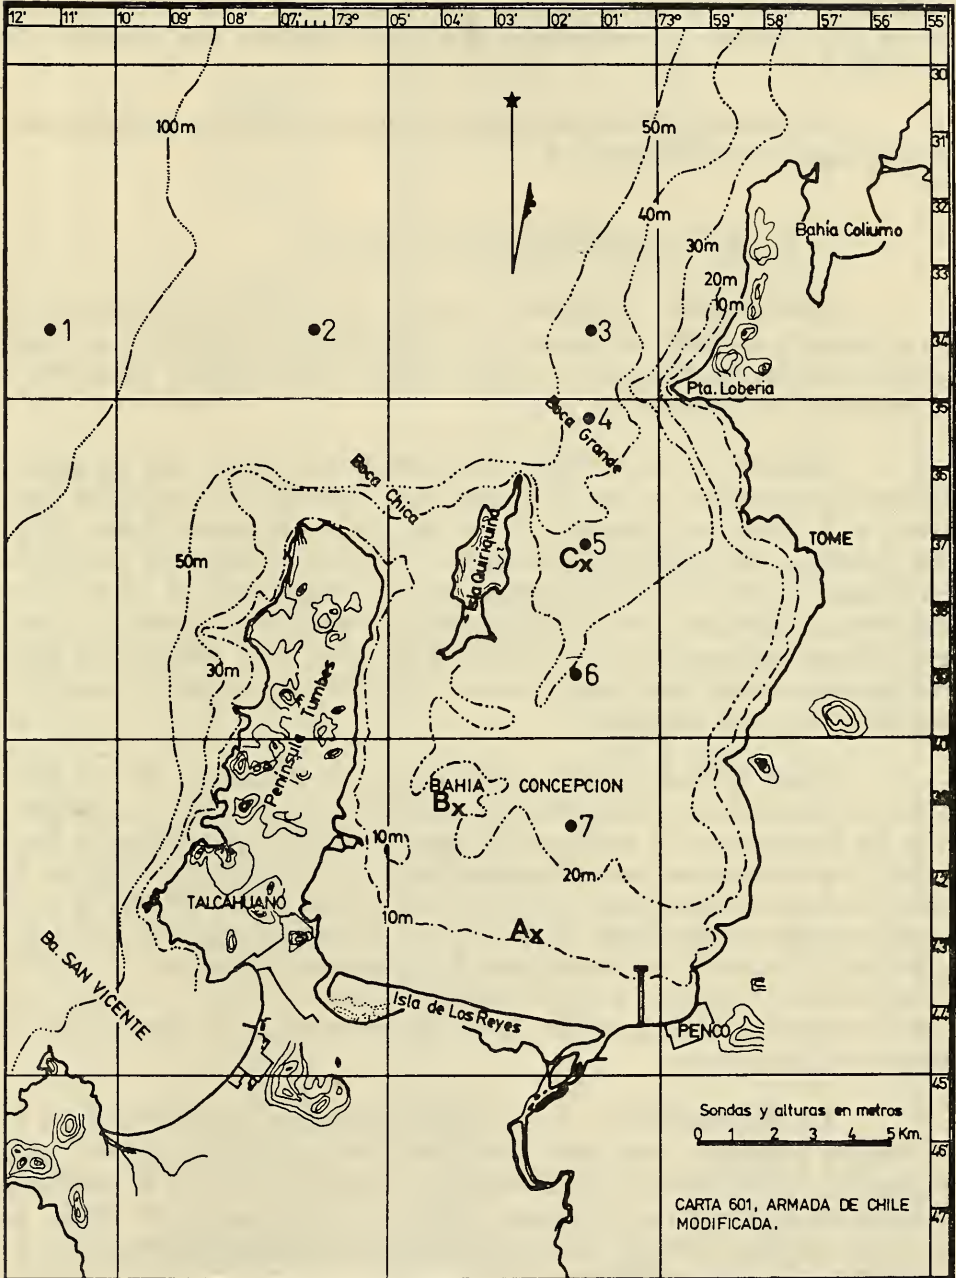 12' 11' 10' 09' 08' 07' 73° 05' 04' 03' 02' 01' 73° 59' 58' 57' 56' 55'
30
100m
50m
31'
32'
40m
Bahía Coliumo
30m
33'
20m
10m
1
2
3
34'
Pta. Loberia
35'
4
Boca Grande
Boca Chica
36'
Isla Quiriquina
5
Cx
TOME
37'
50m
38'
30m
6
39'
Península Tumbes
40'
BAHIA CONCEPCION
Bx
7
10m
20m
42'
TALCAHUANO
10m
Ax
43'
Ba. SAN VICENTE
Isla de Los Reyes
44'
PENCO
45'
Sondas y alturas en metros
0 1 2 3 4 5 Km.
46'
CARTA 601, ARMADA DE CHILE
MODIFICADA.
47'